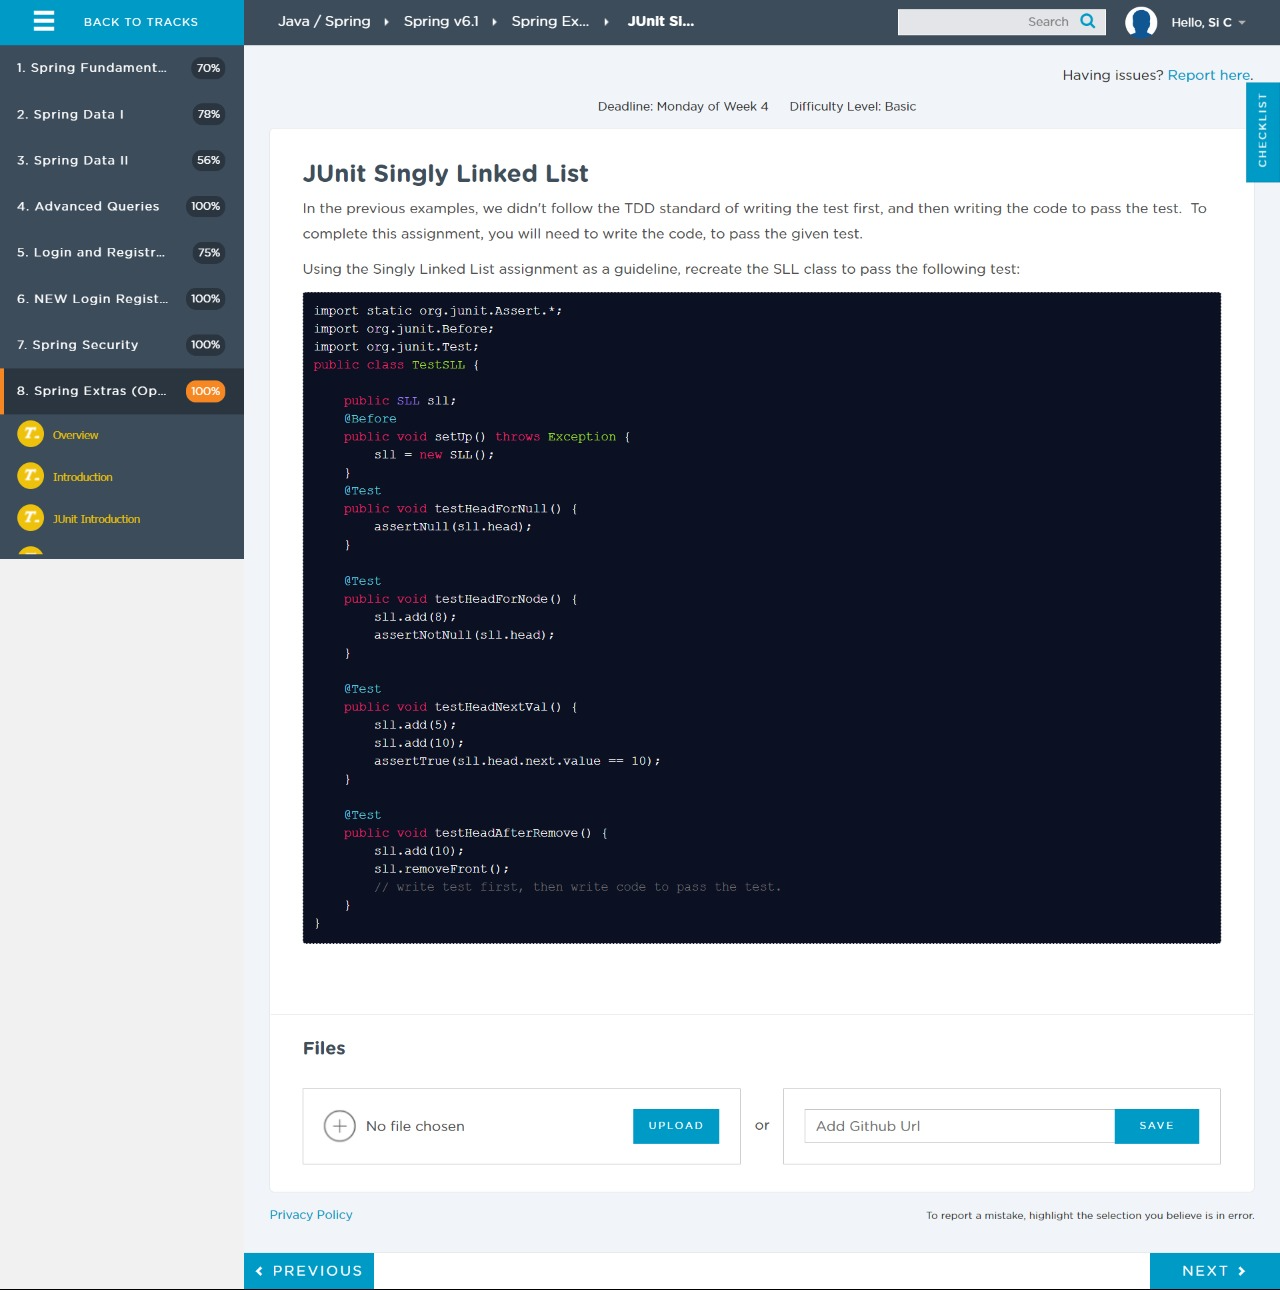 BACK TO TRACKS
Java / Spring
Spring v6.1
Spring Ex...
JUnit Sl...
Search
Hello, Si C
1. Spring Fundament... 70%
2. Spring Data I 78%
3. Spring Data II 56%
4. Advanced Queries 100%
5. Login and Registr... 75%
6. NEW Login Regist... 100%
7. Spring Security 100%
8. Spring Extras (Op... 100%
T. Overview
T. Introduction
T. JUnit Introduction
Having issues? Report here.
CHECKLIST
Deadline: Monday of Week 4 Difficulty Level: Basic
JUnit Singly Linked List
In the previous examples, we didn't follow the TDD standard of writing the test first, and then writing the code to pass the test. To
complete this assignment, you will need to write the code, to pass the given test.
Using the Singly Linked List assignment as a guideline, recreate the SLL class to pass the following test:
import static org.junit.Assert.*;
import org.junit.Before;
import org.junit.Test;
public class TestSLL {
public SLL sll;
@Before
public void setUp() throws Exception {
sll = new SLL();
}
@Test
public void testHeadForNull() {
assertNull(sll.head);
}
@Test
public void testHeadForNode() {
sll.add(8);
assertNotNull(sll.head);
}
@Test
public void testHeadNextVal() {
sll.add(5);
sll.add(10);
assertTrue(sll.head.next.value == 10);
}
@Test
public void testHeadAfterRemove() {
sll.add(10);
sll.removeFront();
// write test first, then write code to pass the test.
}
}
Files
No file chosen
UPLOAD
or
Add Github Url
SAVE
Privacy Policy
To report a mistake, highlight the selection you believe is in error.
PREVIOUS
NEXT